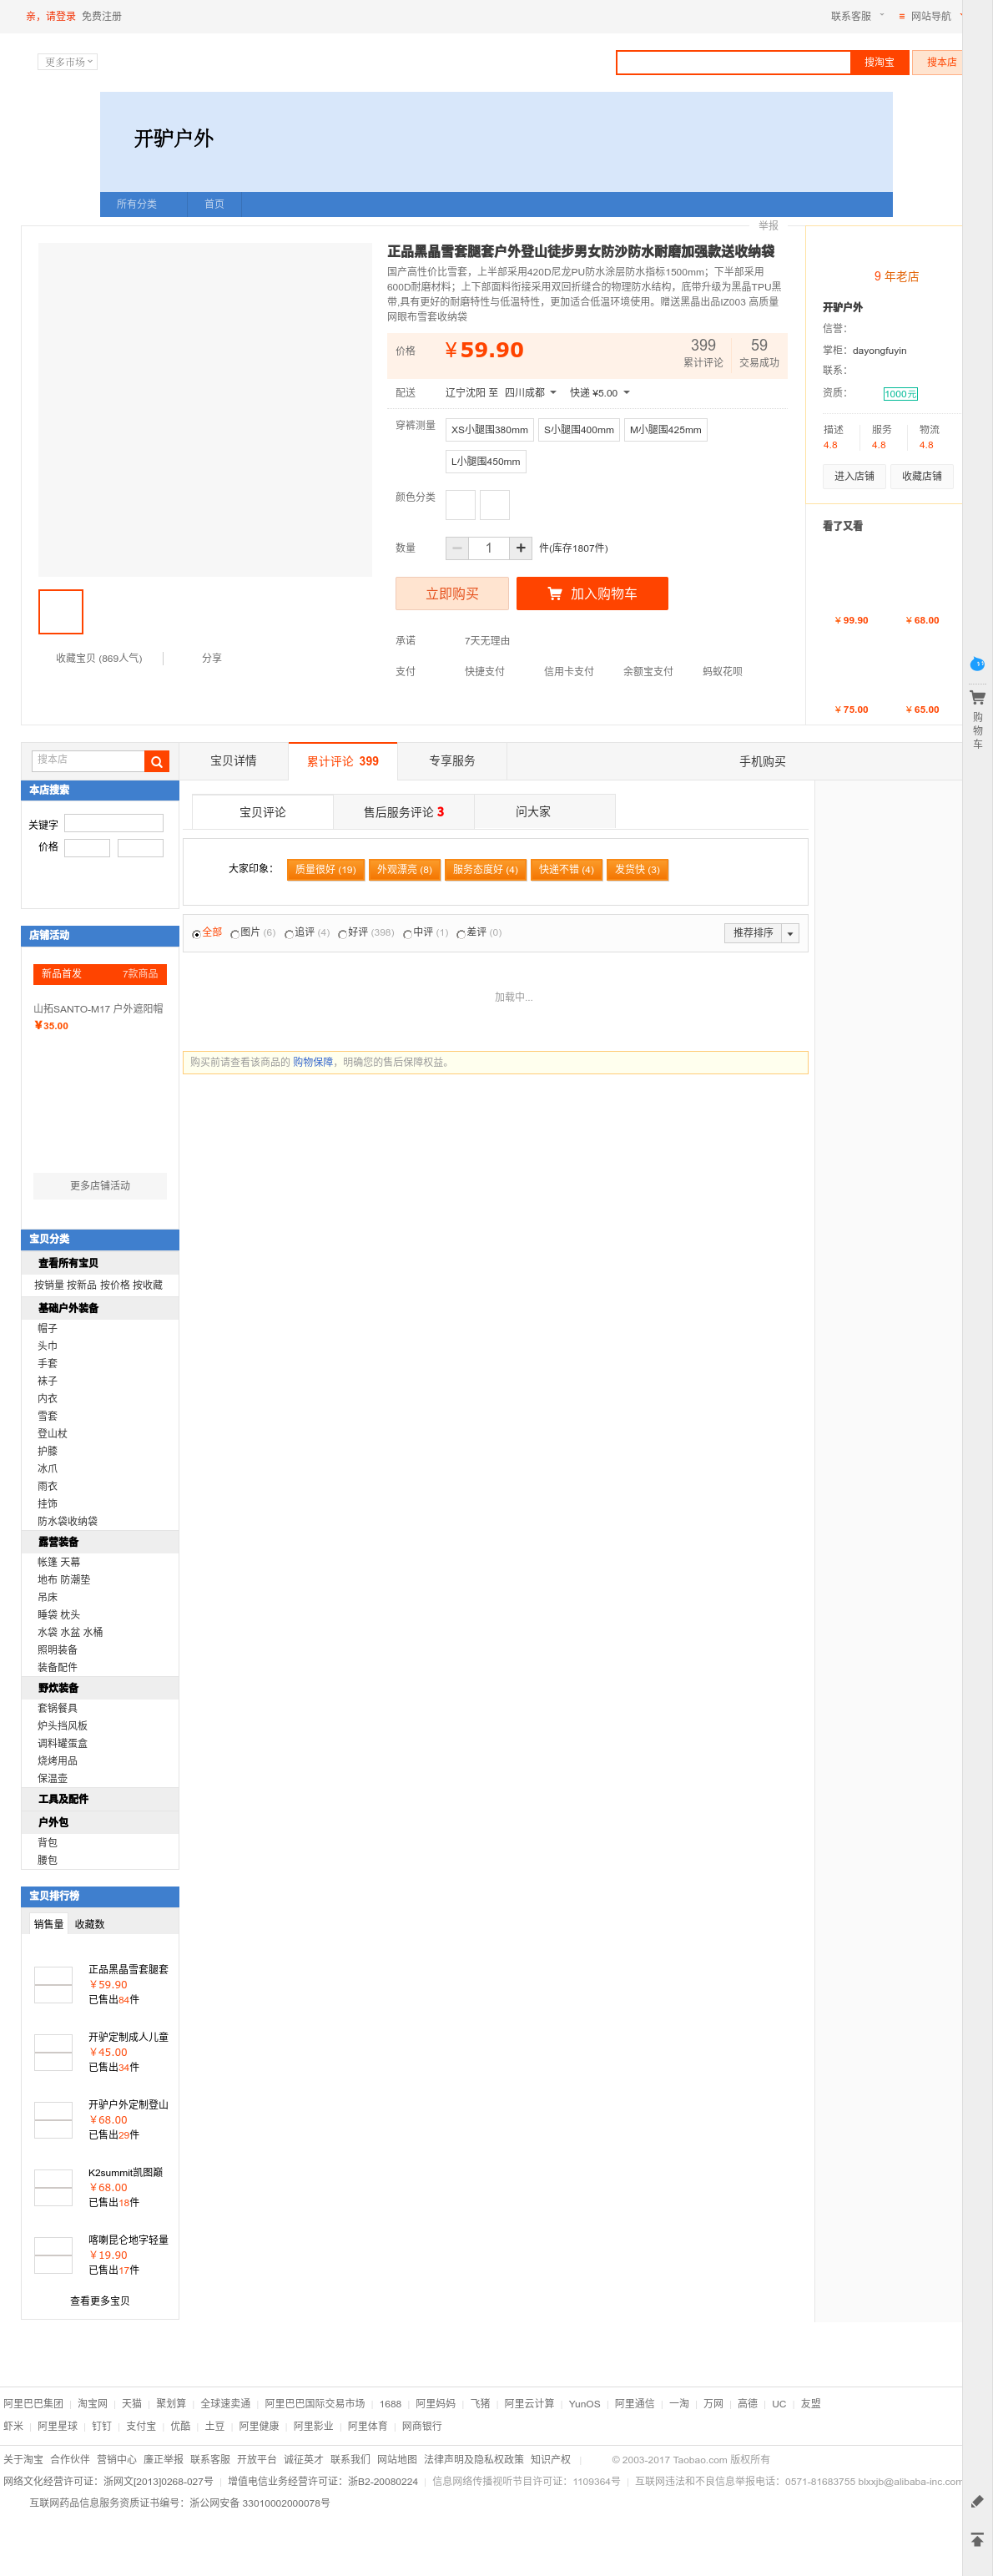 亲，请登录 免费注册
联系客服 网站导航
更多市场
搜淘宝 搜本店
开驴户外
所有分类 首页
举报
正品黑晶雪套腿套户外登山徒步男女防沙防水耐磨加强款送收纳袋
国产高性价比雪套，上半部采用420D尼龙PU防水涂层防水指标1500mm；下半部采用
600D耐磨材料；上下部面料衔接采用双回折缝合的物理防水结构，底带升级为黑晶TPU黑
带,具有更好的耐磨特性与低温特性，更加适合低温环境使用。赠送黑晶出品IZ003 高质量
网眼布雪套收纳袋
价格 ¥59.90
399 累计评论
59 交易成功
配送 辽宁沈阳 至 四川成都 快递 ¥5.00
穿裤测量 XS小腿围380mm S小腿围400mm M小腿围425mm
L小腿围450mm
颜色分类
数量 1 件(库存1807件)
立即购买 加入购物车
承诺 7天无理由
支付 快捷支付 信用卡支付 余额宝支付 蚂蚁花呗
收藏宝贝 (869人气) 分享
9 年老店
开驴户外
信誉：
掌柜：dayongfuyin
联系：
资质： 1000元
描述 服务 物流
4.8 4.8 4.8
进入店铺 收藏店铺
看了又看
¥ 99.90 ¥ 68.00
¥ 75.00 ¥ 65.00
购
物
车
搜本店
宝贝详情 累计评论 399 专享服务 手机购买
本店搜索
关键字
价格
宝贝评论 售后服务评论 3 问大家
大家印象： 质量很好 (19) 外观漂亮 (8) 服务态度好 (4) 快递不错 (4) 发货快 (3)
全部 图片 (6) 追评 (4) 好评 (398) 中评 (1) 差评 (0) 推荐排序
加载中...
购买前请查看该商品的 购物保障，明确您的售后保障权益。
店铺活动
新品首发 7款商品
山拓SANTO-M17 户外遮阳帽
¥35.00
更多店铺活动
宝贝分类
查看所有宝贝
按销量 按新品 按价格 按收藏
基础户外装备
帽子
头巾
手套
袜子
内衣
雪套
登山杖
护膝
冰爪
雨衣
挂饰
防水袋收纳袋
露营装备
帐篷 天幕
地布 防潮垫
吊床
睡袋 枕头
水袋 水盆 水桶
照明装备
装备配件
野炊装备
套锅餐具
炉头挡风板
调料罐蛋盒
烧烤用品
保温壶
工具及配件
户外包
背包
腰包
宝贝排行榜
销售量 收藏数
正品黑晶雪套腿套
¥59.90
已售出84件
开驴定制成人儿童
¥45.00
已售出34件
开驴户外定制登山
¥68.00
已售出29件
K2summit凯图巅
¥68.00
已售出18件
喀喇昆仑地字轻量
¥19.90
已售出17件
查看更多宝贝
阿里巴巴集团 | 淘宝网 | 天猫 | 聚划算 | 全球速卖通 | 阿里巴巴国际交易市场 | 1688 | 阿里妈妈 | 飞猪 | 阿里云计算 | YunOS | 阿里通信 | 一淘 | 万网 | 高德 | UC | 友盟
虾米 | 阿里星球 | 钉钉 | 支付宝 | 优酷 | 土豆 | 阿里健康 | 阿里影业 | 阿里体育 | 网商银行
关于淘宝 合作伙伴 营销中心 廉正举报 联系客服 开放平台 诚征英才 联系我们 网站地图 法律声明及隐私权政策 知识产权 | © 2003-2017 Taobao.com 版权所有
网络文化经营许可证：浙网文[2013]0268-027号 | 增值电信业务经营许可证：浙B2-20080224 | 信息网络传播视听节目许可证：1109364号 | 互联网违法和不良信息举报电话：0571-81683755 blxxjb@alibaba-inc.com
互联网药品信息服务资质证书编号：浙公网安备 33010002000078号